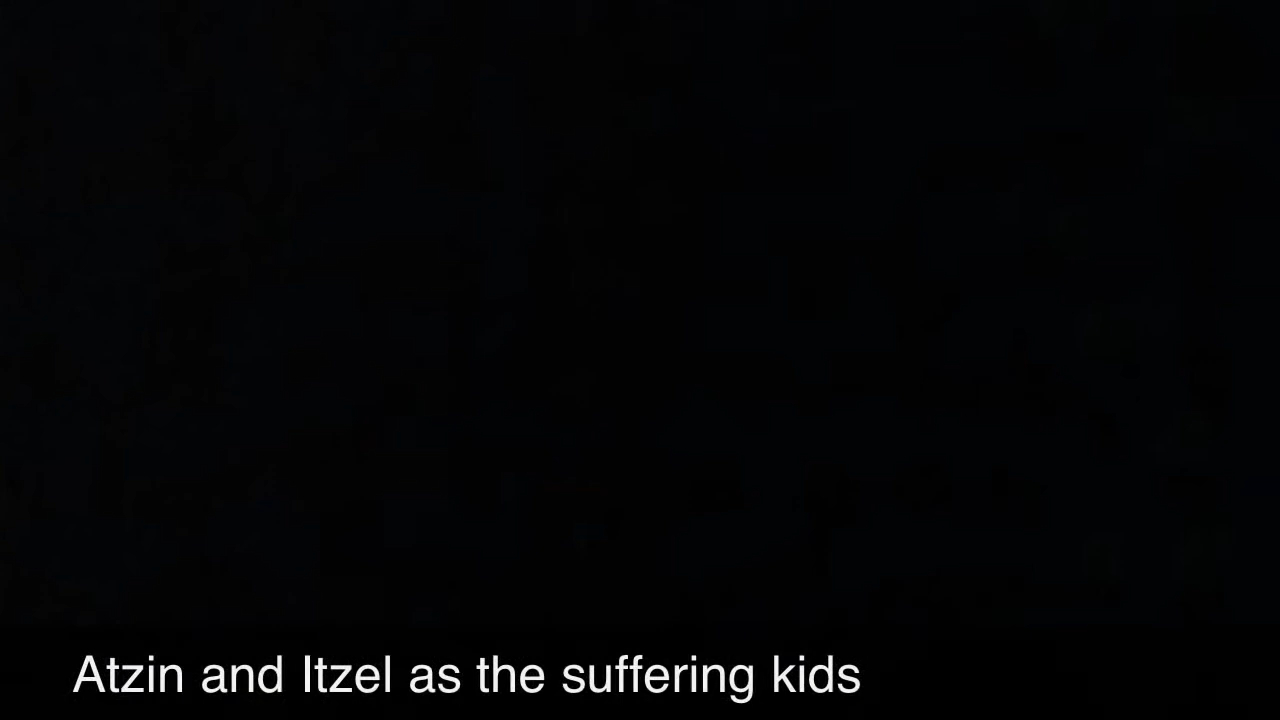 Atzin and Itzel as the suffering kids